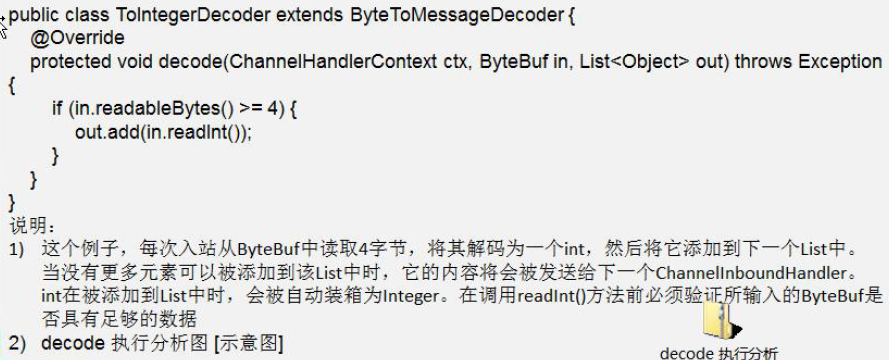 public class ToIntegerDecoder extends ByteToMessageDecoder {
@Override
protected void decode(ChannelHandlerContext ctx, ByteBuf in, List<Object> out) throws Exception
{
if (in.readableBytes() >= 4) {
out.add(in.readInt());
}
}
}
说明：
1) 这个例子，每次入站从ByteBuf中读取4字节，将其解码为一个int，然后将它添加到下一个List中。
当没有更多元素可以被添加到该List中时，它的内容将会被发送给下一个ChannelInboundHandler。
int在被添加到List中时，会被自动装箱为Integer。在调用readInt()方法前必须验证所输入的ByteBuf是
否具有足够的数据
2) decode 执行分析图 [示意图]
decode 执行分析